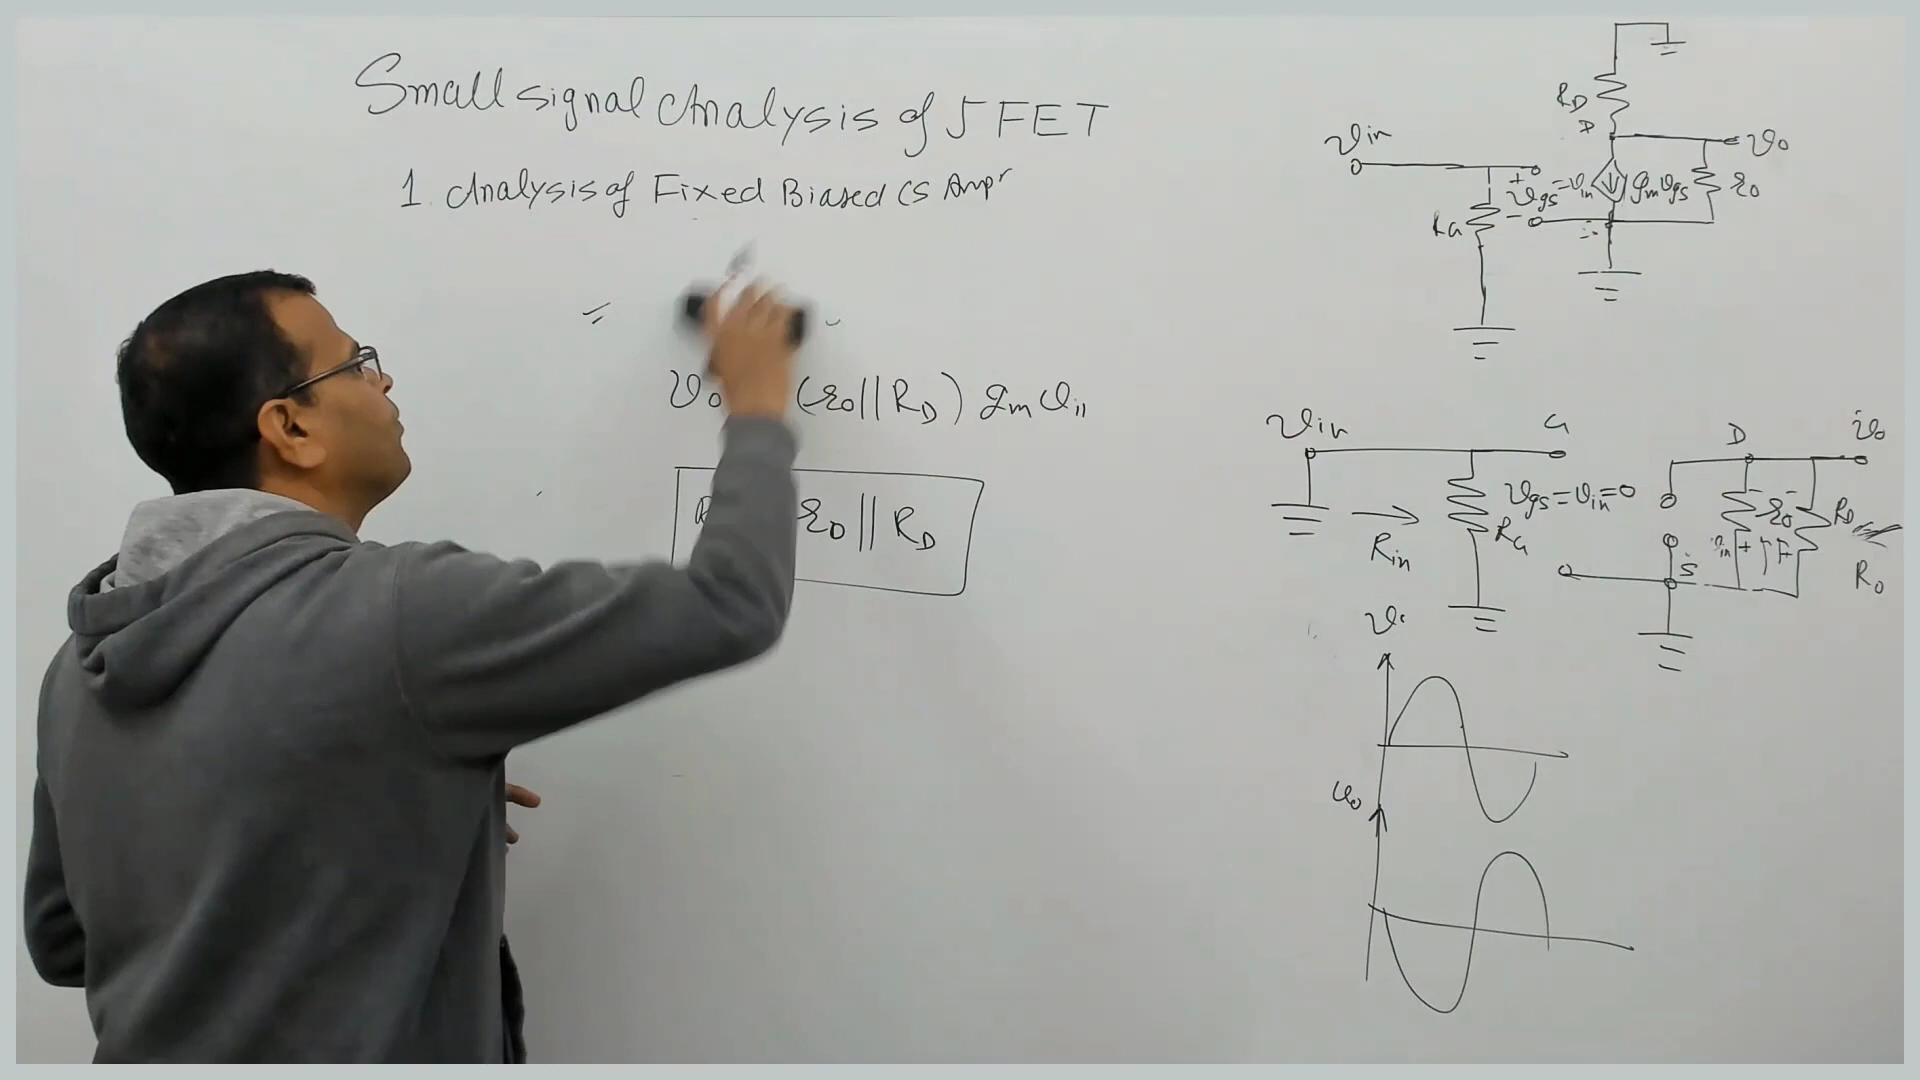 Small signal Analysis of JFET
1. Analysis of Fixed Biased CS Ampr
=
vo (ro||RD) gm vi
ro || RD
RD
D
vin
vo
+
vgs=vin
gmvgs
ro
-
RG
vin
G
D
vo
vgs=vin=0
ro
RD
Rin
RG
+
S
Ro
vo